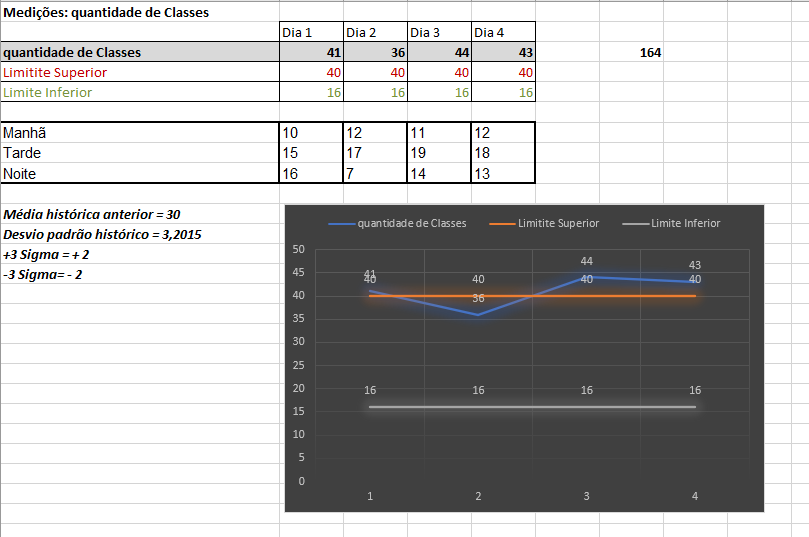 Medições: quantidade de Classes
Dia 1 Dia 2 Dia 3 Dia 4
quantidade de Classes 41 36 44 43 164
Limitite Superior 40 40 40 40
Limite Inferior 16 16 16 16
Manhã 10 12 11 12
Tarde 15 17 19 18
Noite 16 7 14 13
Média histórica anterior = 30
Desvio padrão histórico = 3,2015
+3 Sigma = + 2
-3 Sigma= - 2
quantidade de Classes Limitite Superior Limite Inferior
50
45
40
35
30
25
20
15
10
5
0
41 36 44 43
40 40 40 40
16 16 16 16
1 2 3 4